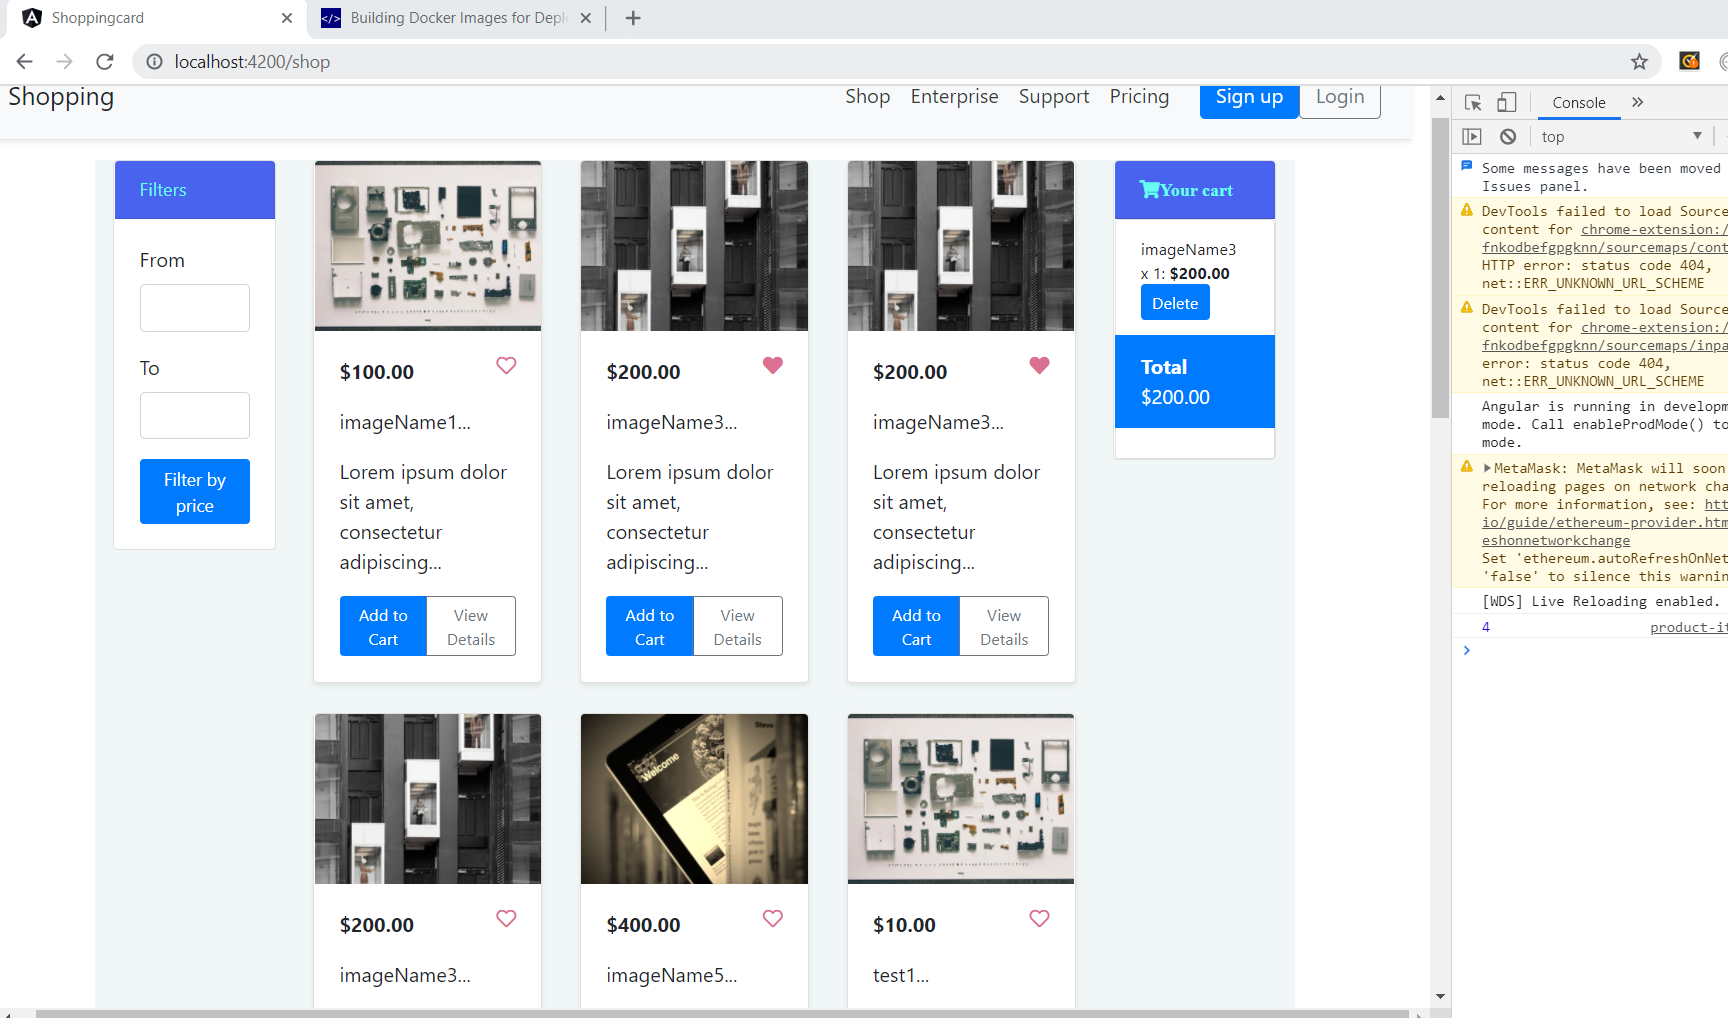 Shoppingcard
Building Docker Images for Deplo
localhost:4200/shop
Shopping
Shop
Enterprise
Support
Pricing
Sign up
Login
Filters
From
To
Filter by
price
$100.00
imageName1...
Lorem ipsum dolor
sit amet,
consectetur
adipiscing...
Add to
Cart
View
Details
$200.00
imageName3...
Lorem ipsum dolor
sit amet,
consectetur
adipiscing...
Add to
Cart
View
Details
$200.00
imageName3...
Lorem ipsum dolor
sit amet,
consectetur
adipiscing...
Add to
Cart
View
Details
Your cart
imageName3
x 1: $200.00
Delete
Total
$200.00
Welcome
Steve
$200.00
imageName3...
$400.00
imageName5...
$10.00
test1...
Console
top
Some messages have been moved
Issues panel.
DevTools failed to load Source
content for chrome-extension:/
fnkodbefgpgknn/sourcemaps/cont
HTTP error: status code 404,
net::ERR_UNKNOWN_URL_SCHEME
DevTools failed to load Source
content for chrome-extension:/
fnkodbefgpgknn/sourcemaps/inpa
error: status code 404,
net::ERR_UNKNOWN_URL_SCHEME
Angular is running in developm
mode. Call enableProdMode() to
mode.
MetaMask: MetaMask will soon
reloading pages on network cha
For more information, see: htt
io/guide/ethereum-provider.htm
eshonnetworkchange
Set 'ethereum.autoRefreshOnNet
'false' to silence this warnin
[WDS] Live Reloading enabled.
4
product-it